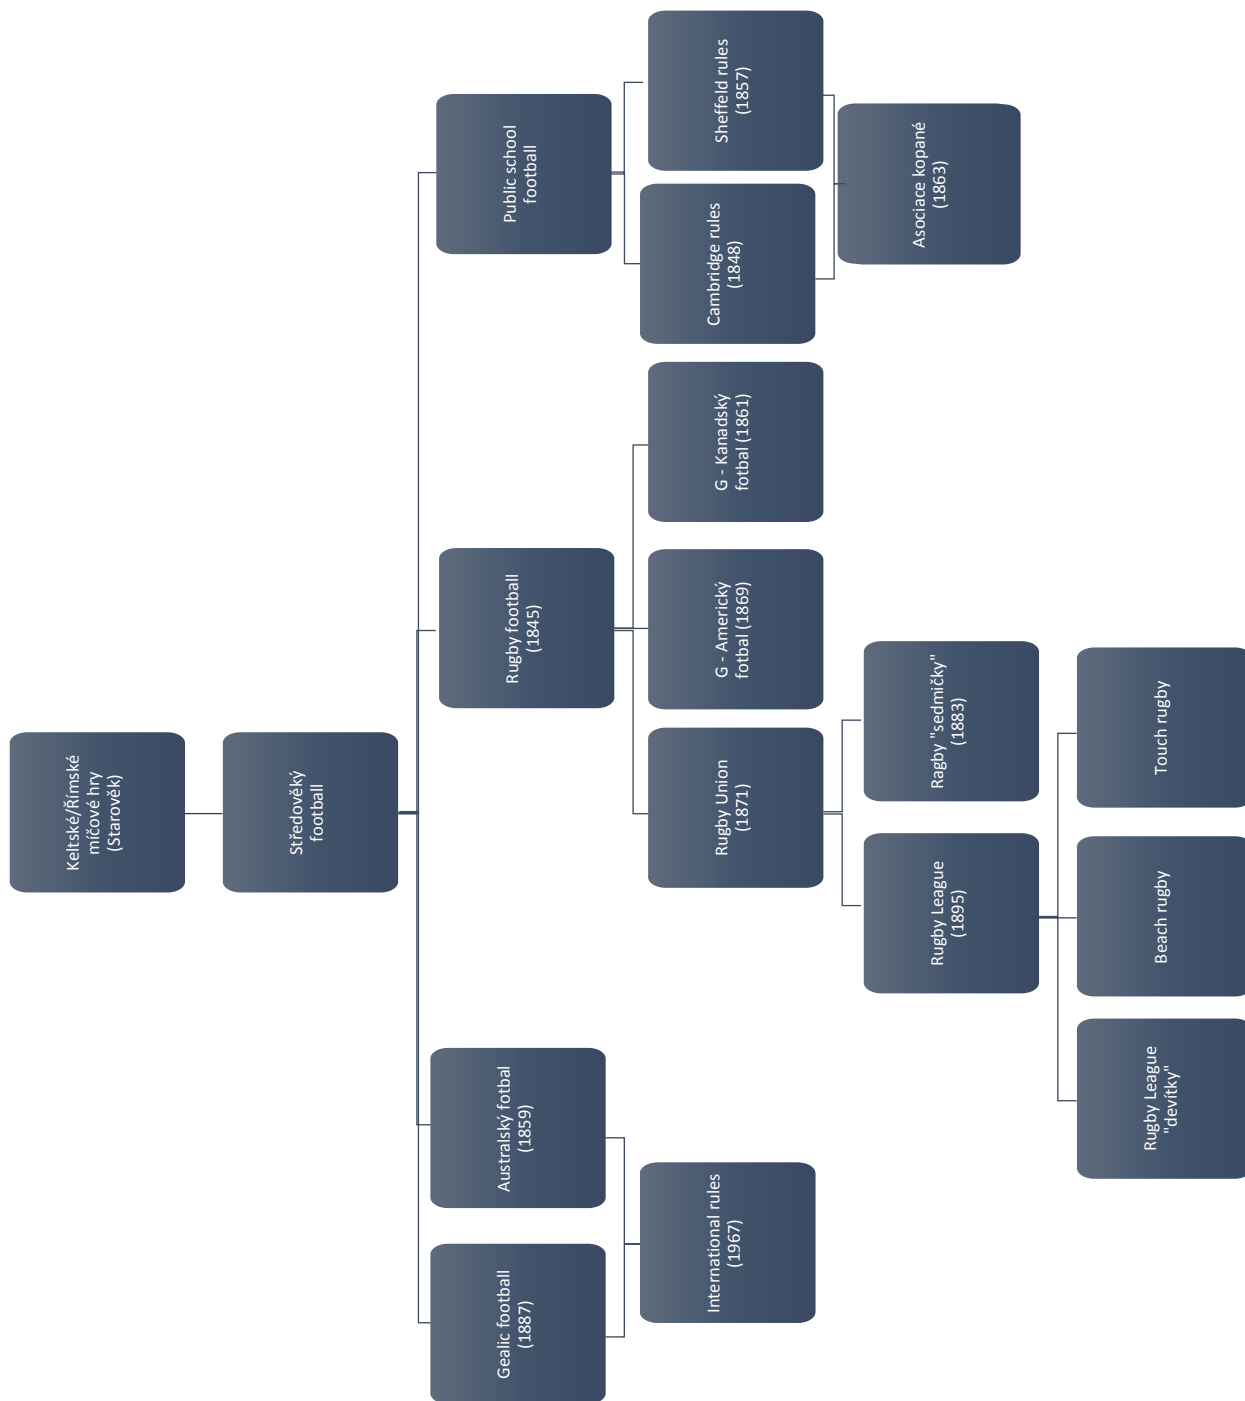 Keltské/Římské
míčové hry
(Starověk)
Středověký
football
Gealic football
(1887)
Australský fotbal
(1859)
Rugby football
(1845)
Public school
football
International rules
(1967)
Rugby Union
(1871)
G - Americký
fotbal (1869)
G - Kanadský
fotbal (1861)
Cambridge rules
(1848)
Sheffeld rules
(1857)
Rugby League
(1895)
Ragby "sedmičky"
(1883)
Asociace kopané
(1863)
Rugby League
"devítky"
Beach rugby
Touch rugby